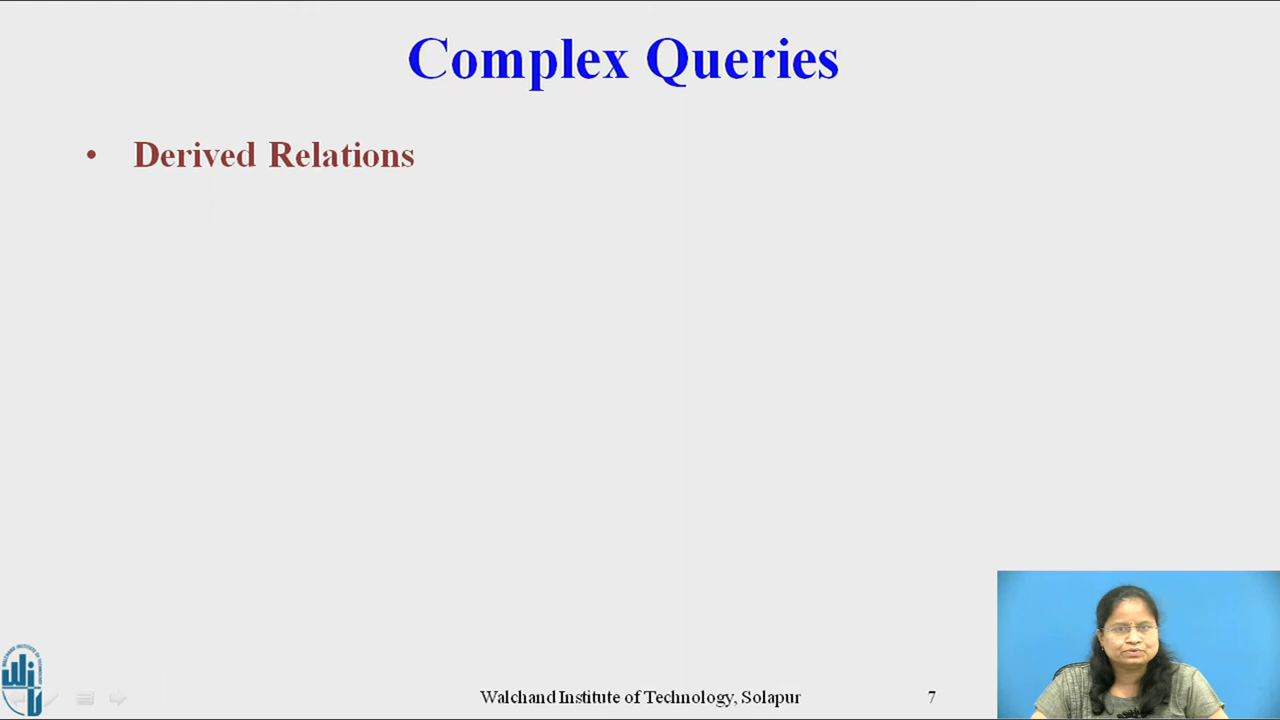 Complex Queries
• Derived Relations
Walchand Institute of Technology, Solapur 7